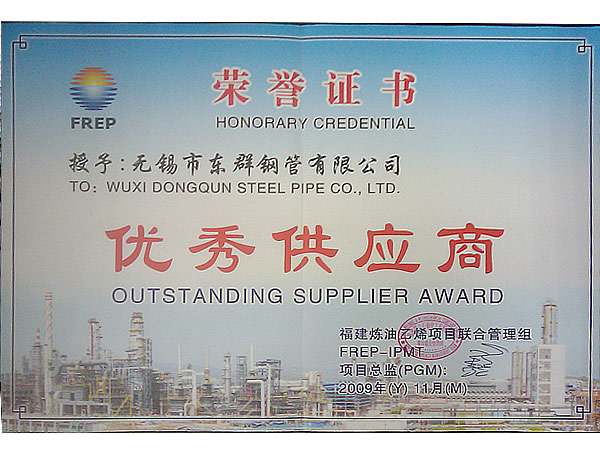 FREP
荣誉证书
HONORARY CREDENTIAL
授予:无锡市东群钢管有限公司
TO: WUXI DONGQUN STEEL PIPE CO., LTD.
优秀供应商
OUTSTANDING SUPPLIER AWARD
福建炼油乙烯项目联合管理组
FREP-IPMT
项目总监(PGM):
2009年(Y) 11月(M)